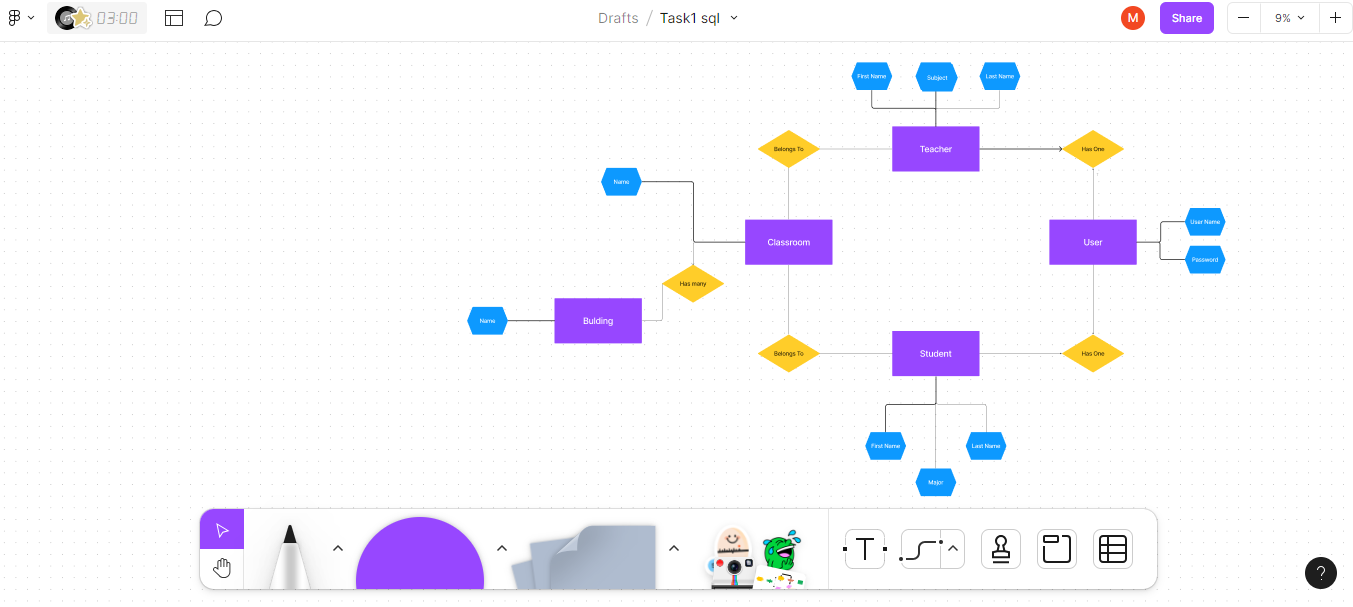 03:00
Drafts / Task1 sql
M
Share
9%
First Name
Subject
Last Name
Belongs To
Teacher
Has One
Name
Classroom
User
User Name
Password
Has many
Name
Bulding
Belongs To
Student
Has One
First Name
Last Name
Major
T
?